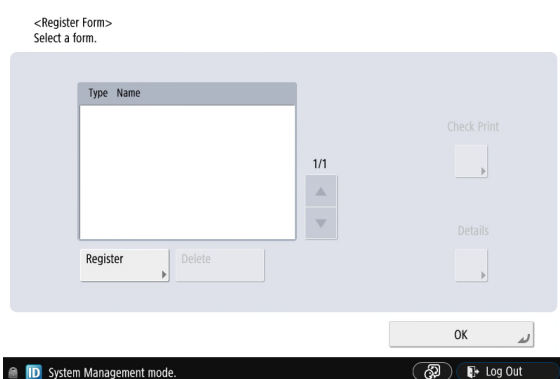 <Register Form>
Select a form.
Type Name
Check Print
1/1
Details
Register
Delete
OK
ID System Management mode.
Log Out